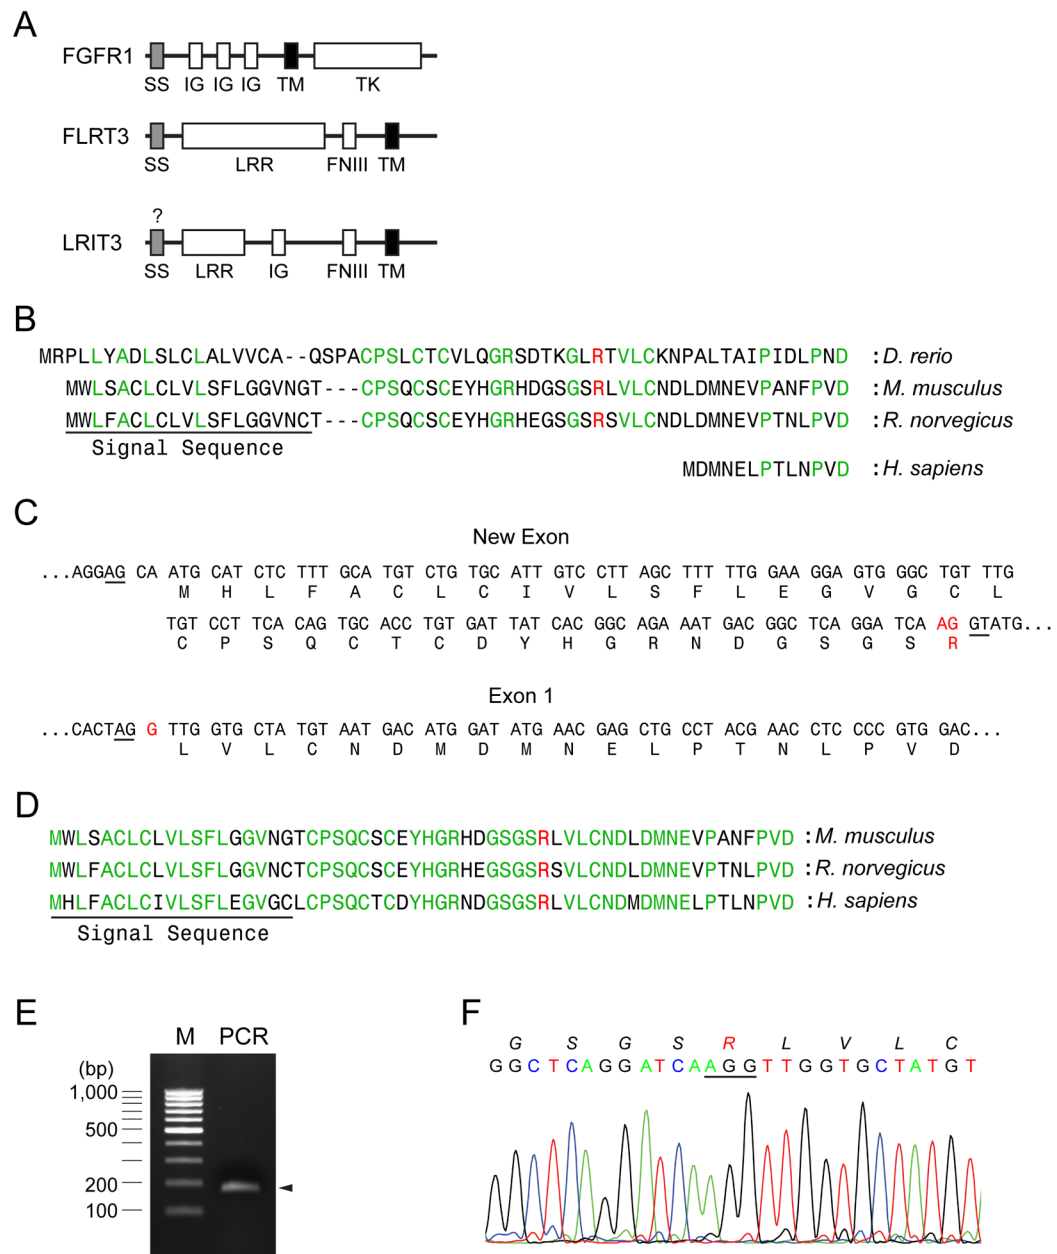 A
FGFR1
SS IG IG IG TM TK
FLRT3
SS LRR FNIII TM
?
LRIT3
SS LRR IG FNIII TM
B
MRPLLYADLSLCLALVVCA--QSPACPSLCTCVLQGRSDTKGLRTVLCKNPALTAIPIDLPND :D. rerio
MWLSACLCLVLSFLGGVNGT---CPSQCSCEYHGRHDGSGSRLVLCNDLDMNEVPANFPVD :M. musculus
MWLFACLCLVLSFLGGVNCT---CPSQCSCEYHGRHEGSGSRSVLCNDLDMNEVPTNLPVD :R. norvegicus
Signal Sequence
MDMNELPTLNPVD :H. sapiens
C
New Exon
...AGGAG CA ATG CAT CTC TTT GCA TGT CTG TGC ATT GTC CTT AGC TTT TTG GAA GGA GTG GGC TGT TTG
M H L F A C L C I V L S F L E G V G C L
TGT CCT TCA CAG TGC ACC TGT GAT TAT CAC GGC AGA AAT GAC GGC TCA GGA TCA AG GTATG...
C P S Q C T C D Y H G R N D G S G S R
Exon 1
...CACTAG G TTG GTG CTA TGT AAT GAC ATG GAT ATG AAC GAG CTG CCT ACG AAC CTC CCC GTG GAC...
L V L C N D M D M N E L P T N L P V D
D
MWLSACLCLVLSFLGGVNGTCPSQCSCEYHGRHDGSGSRLVLCNDLDMNEVPANFPVD :M. musculus
MWLFACLCLVLSFLGGVNCTCPSQCSCEYHGRHEGSGSRSVLCNDLDMNEVPTNLPVD :R. norvegicus
MHLFACLCIVLSFLEGVGCLCPSQCTCDYHGRNDGSGSRLVLCNDMDMNELPTLNPVD :H. sapiens
Signal Sequence
E
M PCR
(bp)
1,000
500
200
100
F
G S G S R L V L C
GGCTCAGGATCAAGGTTGGTGCTATGT